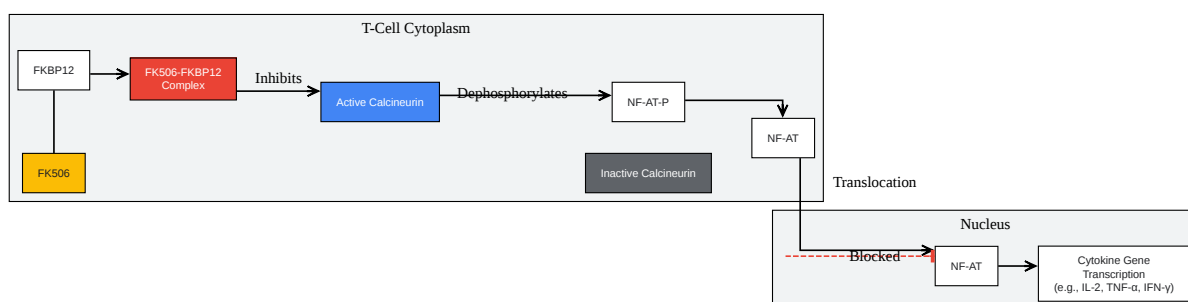 T-Cell Cytoplasm
FKBP12
FK506-FKBP12
Complex
Inhibits
Active Calcineurin
Dephosphorylates
NF-AT-P
NF-AT
FK506
Inactive Calcineurin
Translocation
Nucleus
Blocked
NF-AT
Cytokine Gene
Transcription
(e.g., IL-2, TNF-α, IFN-γ)